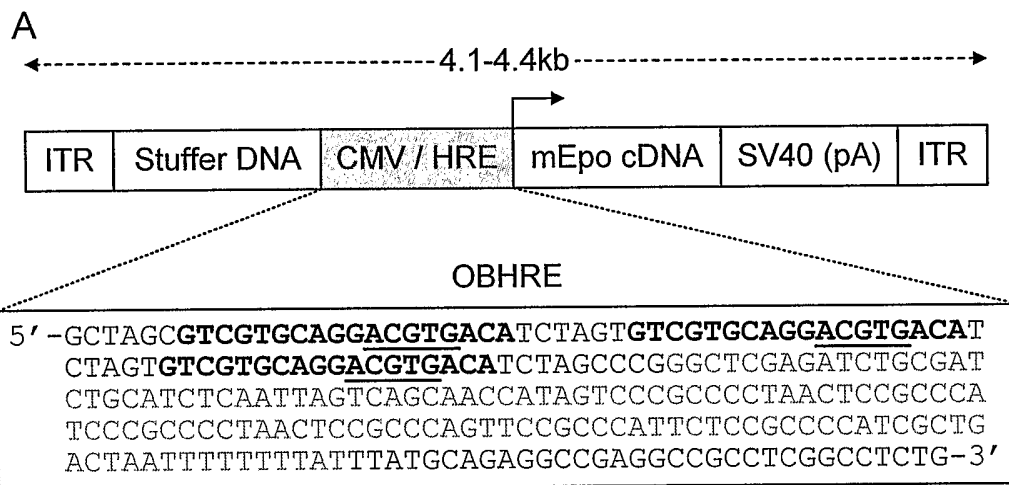 A
4.1-4.4kb
ITR Stuffer DNA CMV / HRE mEpo cDNA SV40 (pA) ITR
OBHRE
5'-GCTAGCGTCGTGCAGGACGTGACATCTAGTGTCGTGCAGGACGTGACAT
CTAGTGTCGTGCAGGACGTGACATCTAGCCCGGGCTCGAGATCTGCGAT
CTGCATCTCAATTAGTCAGCAACCATAGTCCCGCCCCTAACTCCGCCCA
TCCCGCCCCTAACTCCGCCCAGTTCCGCCCATTCTCCGCCCCATCGCTG
ACTAATTTTTTTTATTTATGCAGAGGCCGAGGCCGCCTCGGCCTCTG-3'